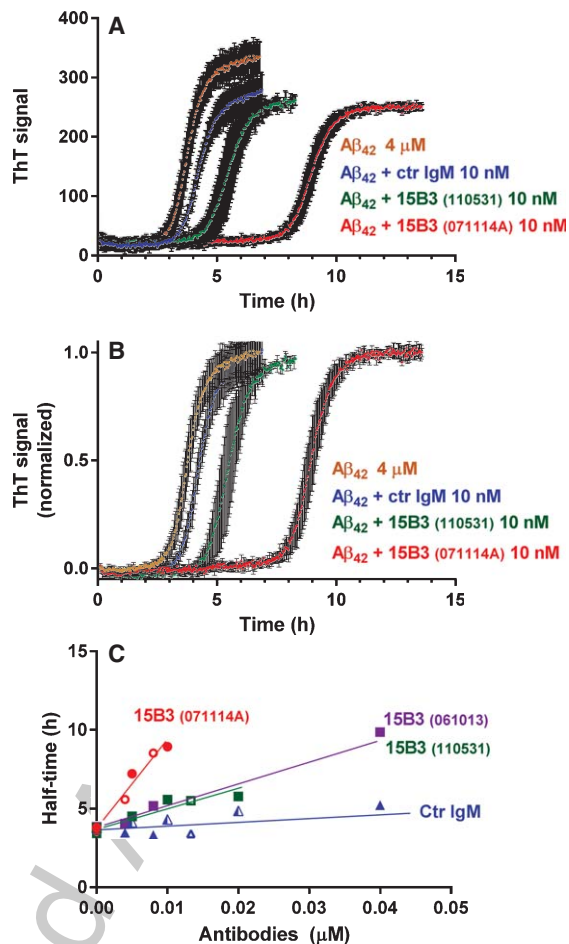 A
400
300
200
100
0
ThT signal
Aβ42 4 μM
Aβ42 + ctr IgM 10 nM
Aβ42 + 15B3 (110531) 10 nM
Aβ42 + 15B3 (071114A) 10 nM
0 5 10 15
Time (h)
B
1.0
0.5
0.0
ThT signal
(normalized)
Aβ42 4 μM
Aβ42 + ctr IgM 10 nM
Aβ42 + 15B3 (110531) 10 nM
Aβ42 + 15B3 (071114A) 10 nM
0 5 10 15
Time (h)
C
15
10
5
0
Half-time (h)
15B3 (071114A)
15B3 (061013)
15B3 (110531)
Ctr IgM
0.00 0.01 0.02 0.03 0.04 0.05
Antibodies (μM)